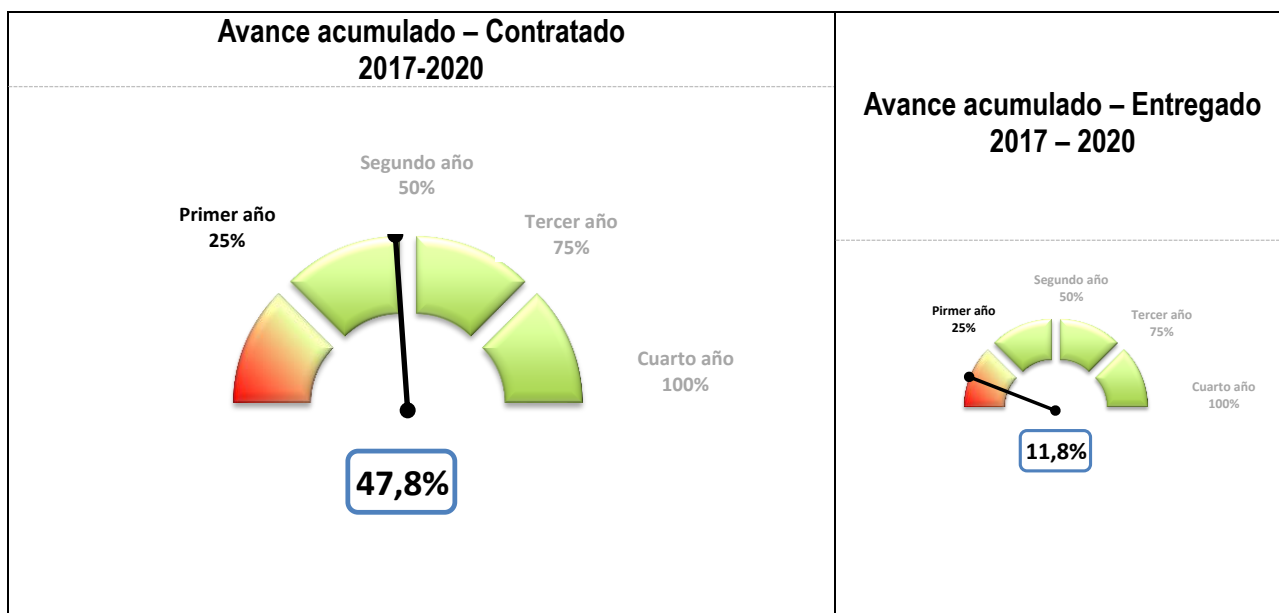 Avance acumulado – Contratado
2017-2020
Segundo año
50%
Primer año
25%
Tercer año
75%
Cuarto año
100%
47,8%
Avance acumulado – Entregado
2017 – 2020
Segundo año
50%
Pirmer año
25%
Tercer año
75%
Cuarto año
100%
11,8%